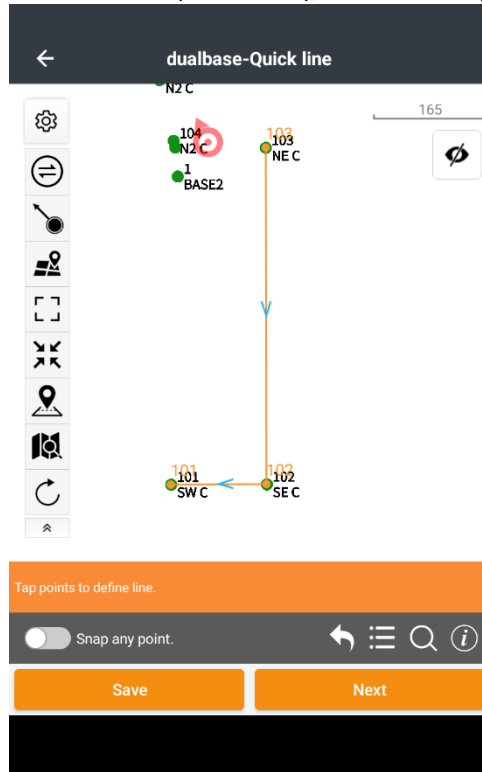 dualbase-Quick line
N2 C
165
104
N2 C
103
103
NE C
1
BASE2
101
101
SW C
102
102
SE C
Tap points to define line.
Snap any point.
i
Save
Next